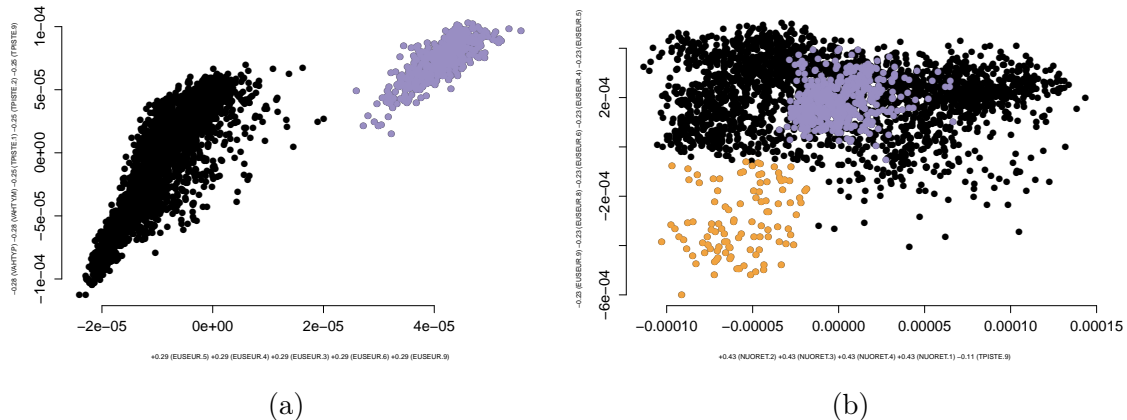 1e−04
5e−05
0e+00
−5e−05
−1e−04
−0.28 (VAHTYP) −0.28 (VAHTY.M) −0.25 (TPISTE.1) −0.25 (TPISTE.2) −0.25 (TPISTE.9)
−2e−05 0e+00 2e−05 4e−05
+0.29 (EUSEUR.5) +0.29 (EUSEUR.4) +0.29 (EUSEUR.3) +0.29 (EUSEUR.6) +0.29 (EUSEUR.9)
(a)
2e−04
−2e−04
−6e−04
−0.23 (EUSEUR.9) −0.23 (EUSEUR.8) −0.23 (EUSEUR.6) −0.23 (EUSEUR.4) −0.23 (EUSEUR.5)
−0.00010 −0.00005 0.00000 0.00005 0.00010 0.00015
+0.43 (NUORET.2) +0.43 (NUORET.3) +0.43 (NUORET.4) +0.43 (NUORET.1) −0.11 (TPISTE.9)
(b)